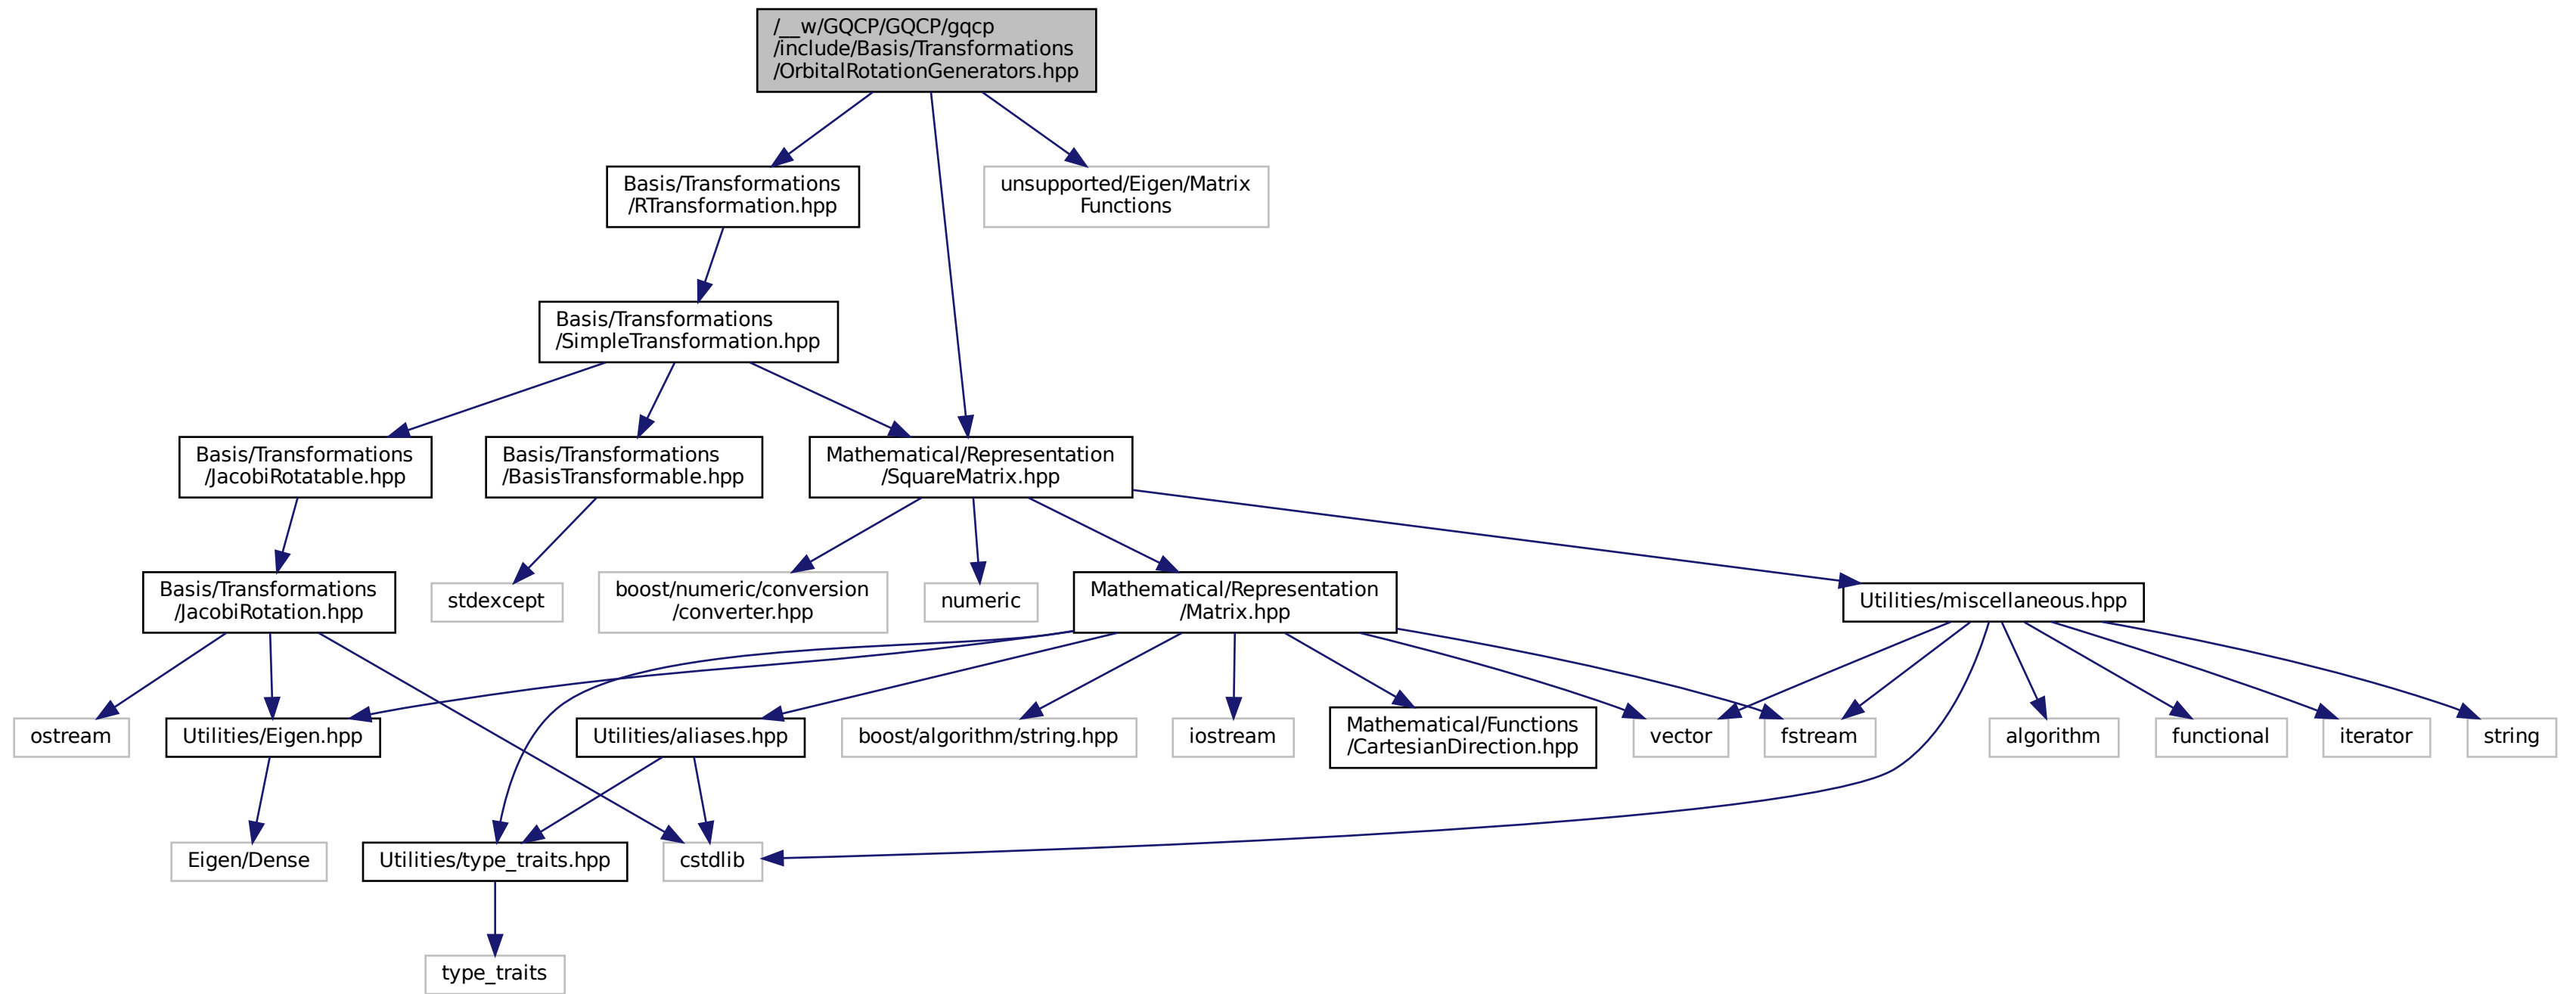 /__w/GQCP/GQCP/gqcp
/include/Basis/Transformations
/OrbitalRotationGenerators.hpp
Basis/Transformations
/RTransformation.hpp
unsupported/Eigen/Matrix
Functions
Basis/Transformations
/SimpleTransformation.hpp
Basis/Transformations
/JacobiRotatable.hpp
Basis/Transformations
/BasisTransformable.hpp
Mathematical/Representation
/SquareMatrix.hpp
Basis/Transformations
/JacobiRotation.hpp
stdexcept
boost/numeric/conversion
/converter.hpp
numeric
Mathematical/Representation
/Matrix.hpp
Utilities/miscellaneous.hpp
ostream
Utilities/Eigen.hpp
Utilities/aliases.hpp
boost/algorithm/string.hpp
iostream
Mathematical/Functions
/CartesianDirection.hpp
vector
fstream
algorithm
functional
iterator
string
Eigen/Dense
Utilities/type_traits.hpp
cstdlib
type_traits